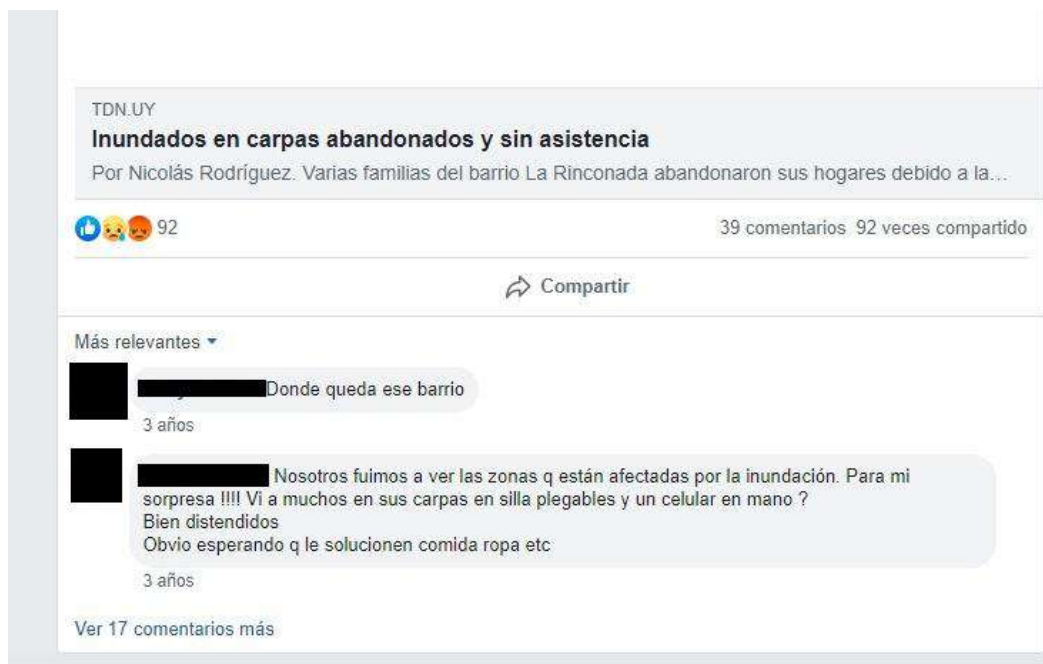 TDN.UY
Inundados en carpas abandonados y sin asistencia
Por Nicolás Rodríguez. Varias familias del barrio La Rinconada abandonaron sus hogares debido a la...
92
39 comentarios 92 veces compartido
Compartir
Más relevantes
Donde queda ese barrio
3 años
Nosotros fuimos a ver las zonas q están afectadas por la inundación. Para mi
sorpresa !!!! Vi a muchos en sus carpas en silla plegables y un celular en mano ?
Bien distendidos
Obvio esperando q le solucionen comida ropa etc
3 años
Ver 17 comentarios más